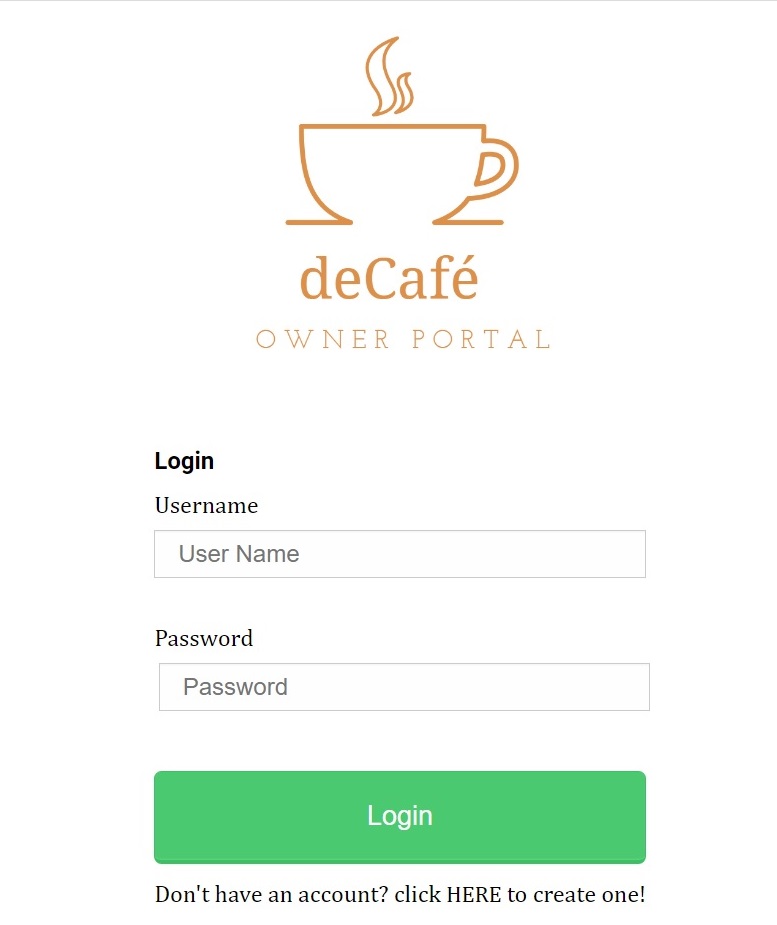 deCafé
OWNER PORTAL
Login
Username
User Name
Password
Password
Login
Don't have an account? click HERE to create one!